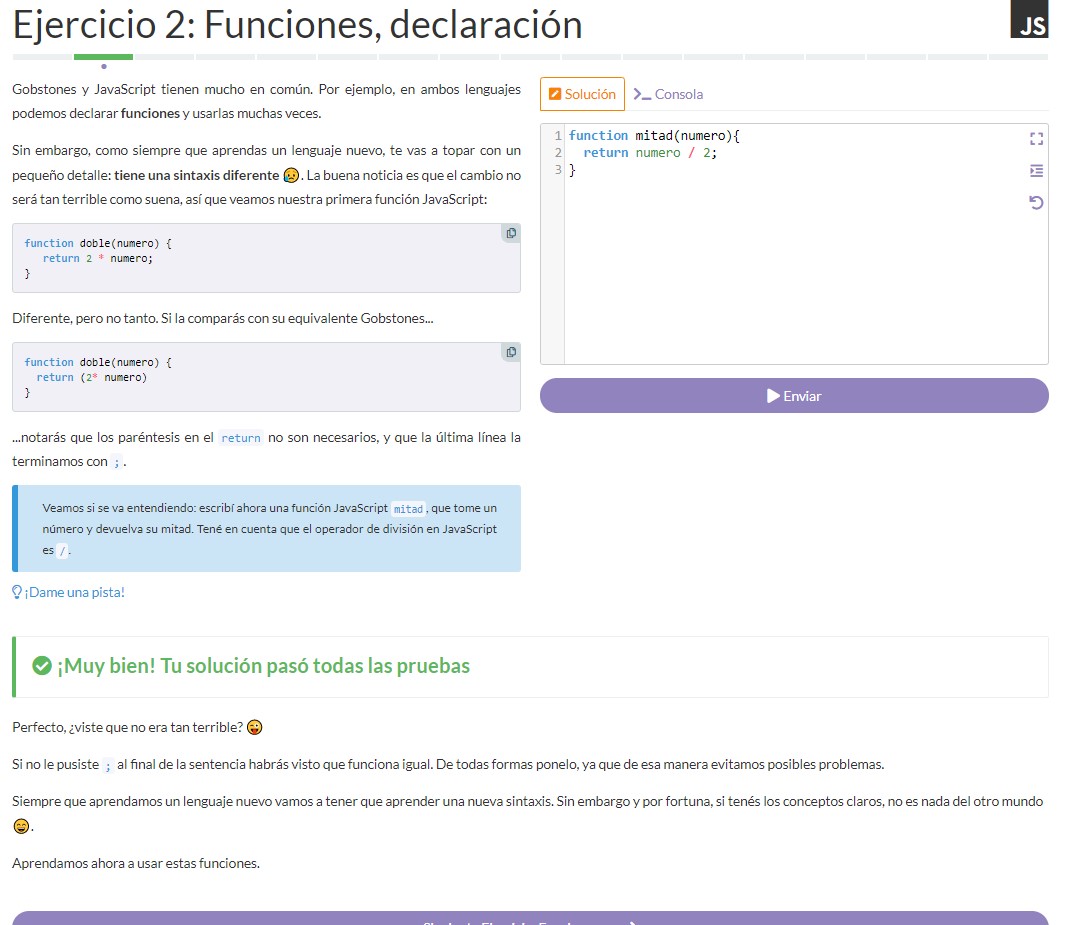 Ejercicio 2: Funciones, declaración
JS
Gobstones y JavaScript tienen mucho en común. Por ejemplo, en ambos lenguajes
podemos declarar funciones y usarlas muchas veces.
Sin embargo, como siempre que aprendas un lenguaje nuevo, te vas a topar con un
pequeño detalle: tiene una sintaxis diferente 😥. La buena noticia es que el cambio no
será tan terrible como suena, así que veamos nuestra primera función JavaScript:
function doble(numero) {
return 2 * numero;
}
Diferente, pero no tanto. Si la comparás con su equivalente Gobstones...
function doble(numero) {
return (2* numero)
}
...notarás que los paréntesis en el return no son necesarios, y que la última línea la
terminamos con ; .
Veamos si se va entendiendo: escribí ahora una función JavaScript mitad, que tome un
número y devuelva su mitad. Tené en cuenta que el operador de división en JavaScript
es /.
¡Dame una pista!
Solución
Consola
1 function mitad(numero){
2 return numero / 2;
3 }
Enviar
¡Muy bien! Tu solución pasó todas las pruebas
Perfecto, ¿viste que no era tan terrible? 😜
Si no le pusiste ; al final de la sentencia habrás visto que funciona igual. De todas formas ponelo, ya que de esa manera evitamos posibles problemas.
Siempre que aprendamos un lenguaje nuevo vamos a tener que aprender una nueva sintaxis. Sin embargo y por fortuna, si tenés los conceptos claros, no es nada del otro mundo
😄.
Aprendamos ahora a usar estas funciones.